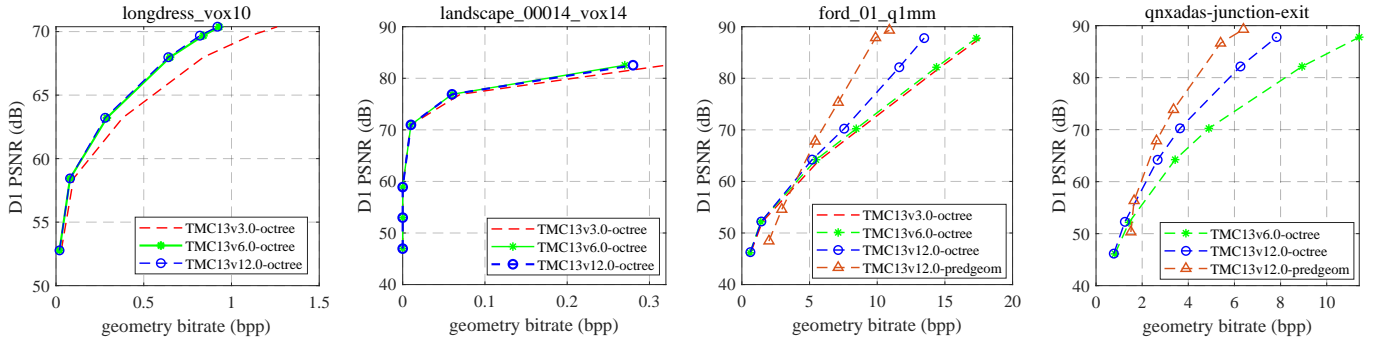 longdress_vox10
70
65
60
55
50
D1 PSNR (dB)
TMC13v3.0-octree
TMC13v6.0-octree
TMC13v12.0-octree
0 0.5 1 1.5
geometry bitrate (bpp)
landscape_00014_vox14
90
80
70
60
50
40
D1 PSNR (dB)
TMC13v3.0-octree
TMC13v6.0-octree
TMC13v12.0-octree
0 0.1 0.2 0.3
geometry bitrate (bpp)
ford_01_q1mm
90
80
70
60
50
40
D1 PSNR (dB)
TMC13v3.0-octree
TMC13v6.0-octree
TMC13v12.0-octree
TMC13v12.0-predgeom
0 5 10 15 20
geometry bitrate (bpp)
qnxadas-junction-exit
90
80
70
60
50
40
D1 PSNR (dB)
TMC13v6.0-octree
TMC13v12.0-octree
TMC13v12.0-predgeom
0 2 4 6 8 10
geometry bitrate (bpp)